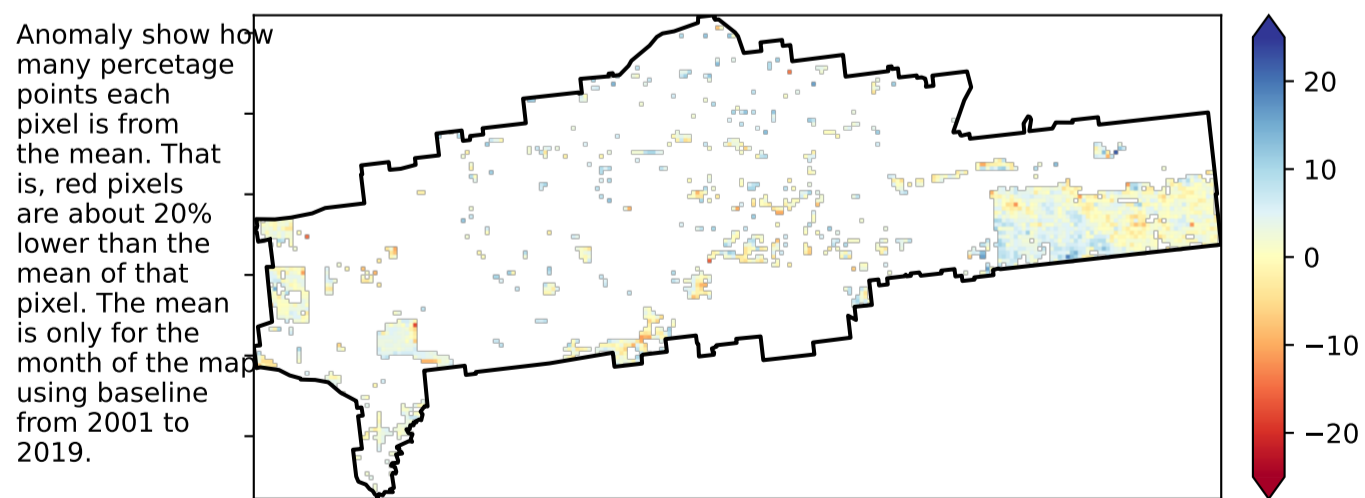 Anomaly show how
many percetage
points each
pixel is from
the mean. That
is, red pixels
are about 20%
lower than the
mean of that
pixel. The mean
is only for the
month of the map
using baseline
from 2001 to
2019.
20
10
0
−10
−20